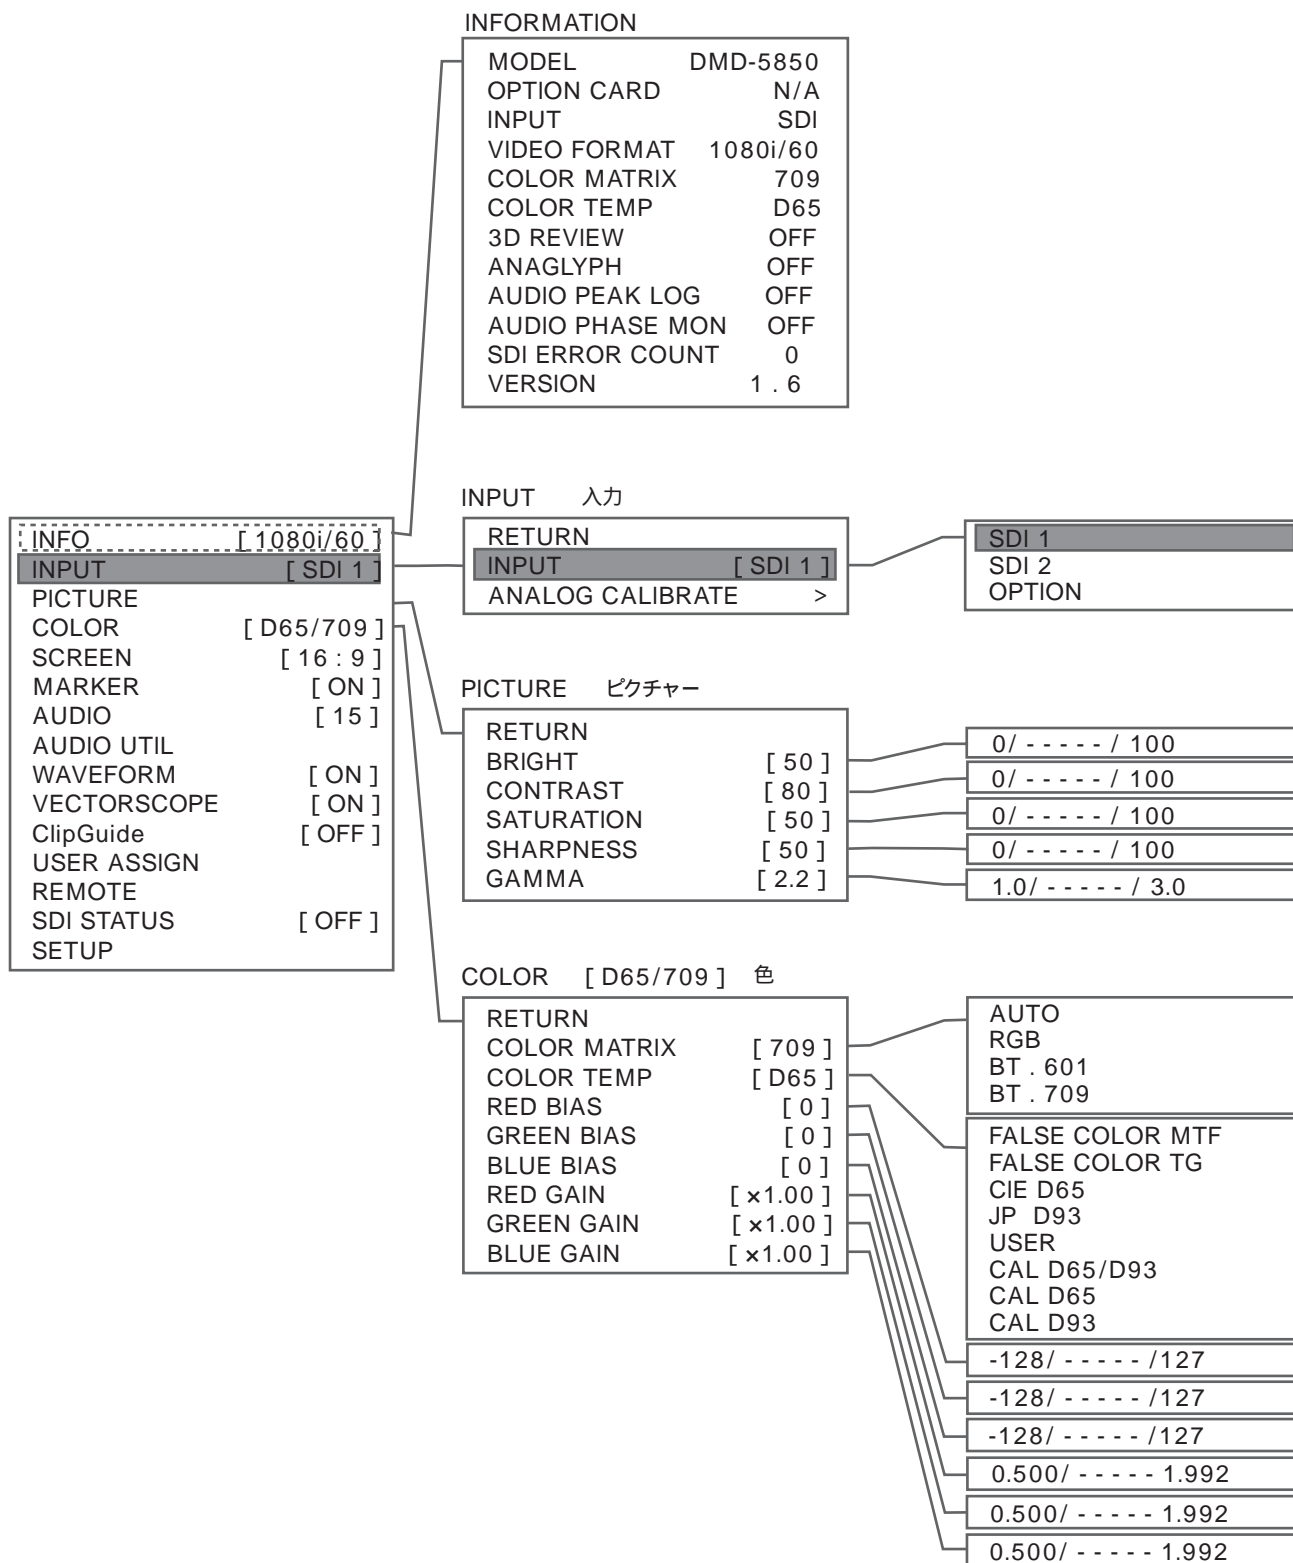 INFORMATION
MODEL DMD-5850
OPTION CARD N/A
INPUT SDI
VIDEO FORMAT 1080i/60
COLOR MATRIX 709
COLOR TEMP D65
3D REVIEW OFF
ANAGLYPH OFF
AUDIO PEAK LOG OFF
AUDIO PHASE MON OFF
SDI ERROR COUNT 0
VERSION 1 . 6
INFO [ 1080i/60 ]
INPUT [ SDI 1 ]
PICTURE
COLOR [ D65/709 ]
SCREEN [ 16 : 9 ]
MARKER [ ON ]
AUDIO [ 15 ]
AUDIO UTIL
WAVEFORM [ ON ]
VECTORSCOPE [ ON ]
ClipGuide [ OFF ]
USER ASSIGN
REMOTE
SDI STATUS [ OFF ]
SETUP
INPUT 入力
RETURN
INPUT [ SDI 1 ]
ANALOG CALIBRATE >
SDI 1
SDI 2
OPTION
PICTURE ピクチャー
RETURN
BRIGHT [ 50 ]
CONTRAST [ 80 ]
SATURATION [ 50 ]
SHARPNESS [ 50 ]
GAMMA [ 2.2 ]
0/ - - - - - / 100
0/ - - - - - / 100
0/ - - - - - / 100
0/ - - - - - / 100
1.0/ - - - - - / 3.0
COLOR [ D65/709 ] 色
RETURN
COLOR MATRIX [ 709 ]
COLOR TEMP [ D65 ]
RED BIAS [ 0 ]
GREEN BIAS [ 0 ]
BLUE BIAS [ 0 ]
RED GAIN [ ×1.00 ]
GREEN GAIN [ ×1.00 ]
BLUE GAIN [ ×1.00 ]
AUTO
RGB
BT . 601
BT . 709
FALSE COLOR MTF
FALSE COLOR TG
CIE D65
JP D93
USER
CAL D65/D93
CAL D65
CAL D93
-128/ - - - - - /127
-128/ - - - - - /127
-128/ - - - - - /127
0.500/ - - - - - 1.992
0.500/ - - - - - 1.992
0.500/ - - - - - 1.992